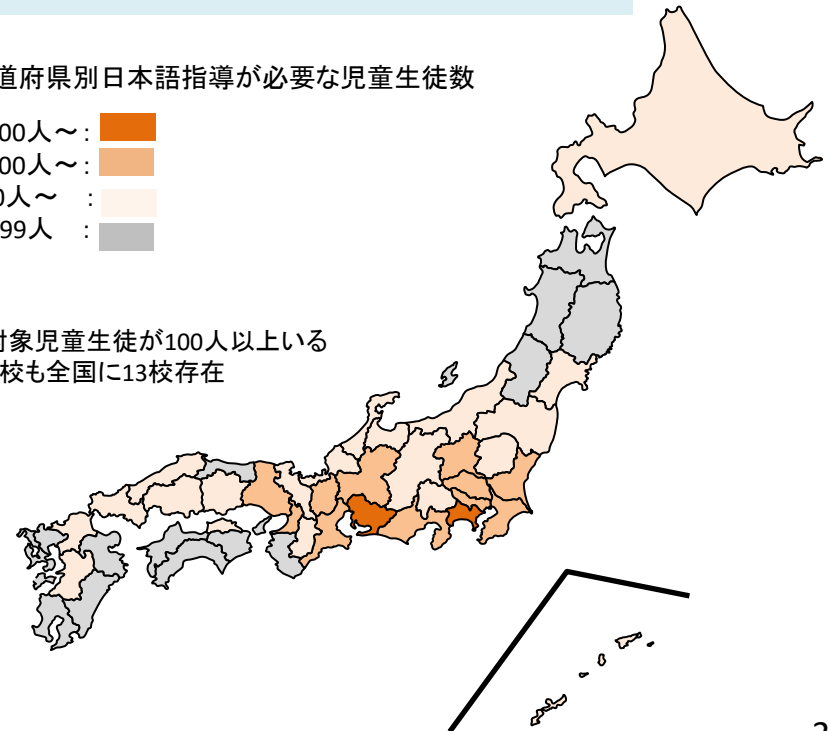 道府県別日本語指導が必要な児童生徒数
00人～：
00人～：
0人～ ：
99人 ：
対象児童生徒が100人以上いる
校も全国に13校存在